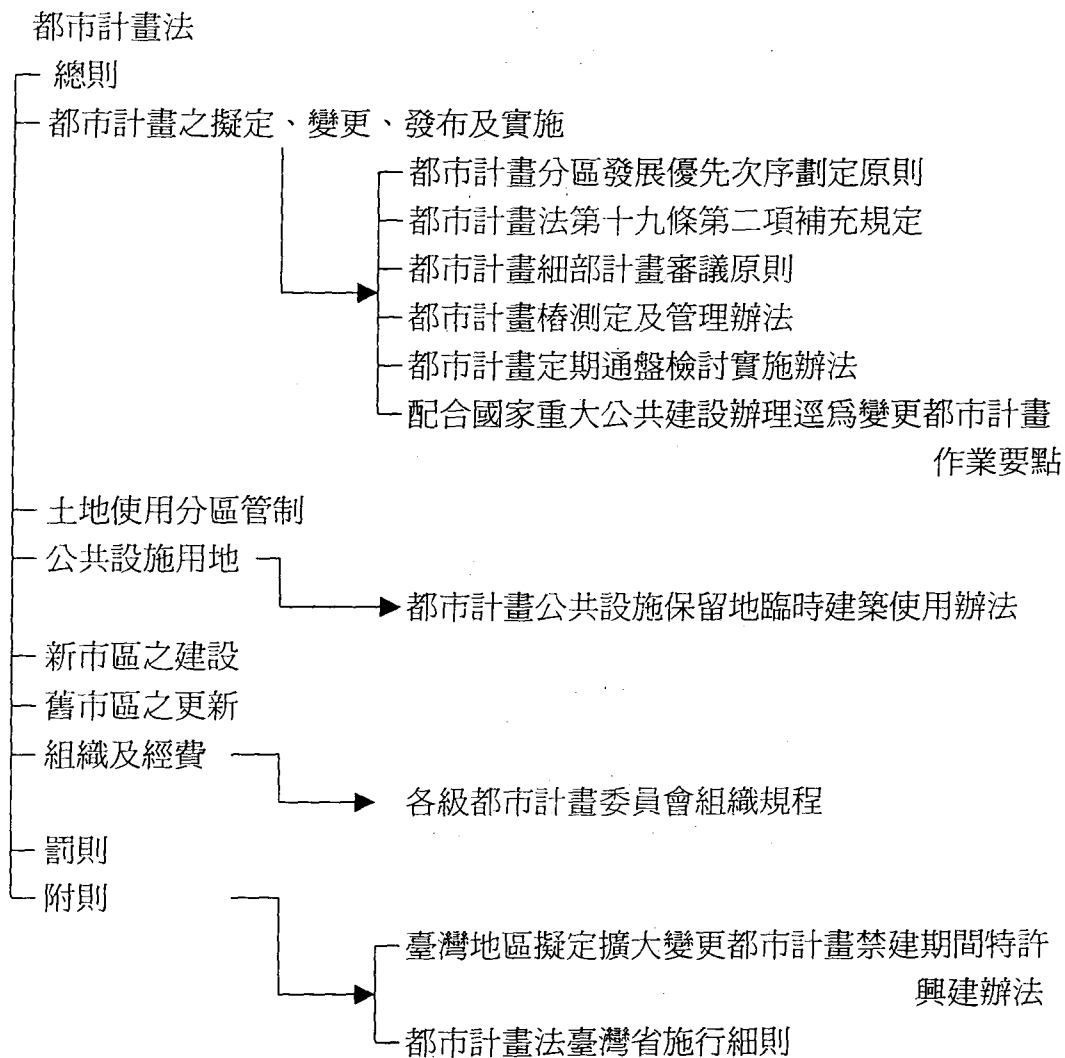 都市計畫法
總則
都市計畫之擬定、變更、發布及實施
都市計畫分區發展優先次序劃定原則
都市計畫法第十九條第二項補充規定
都市計畫細部計畫審議原則
都市計畫樁測定及管理辦法
都市計畫定期通盤檢討實施辦法
配合國家重大公共建設辦理逕為變更都市計畫
作業要點
土地使用分區管制
公共設施用地
都市計畫公共設施保留地臨時建築使用辦法
新市區之建設
舊市區之更新
組織及經費
各級都市計畫委員會組織規程
罰則
附則
臺灣地區擬定擴大變更都市計畫禁建期間特許
興建辦法
都市計畫法臺灣省施行細則